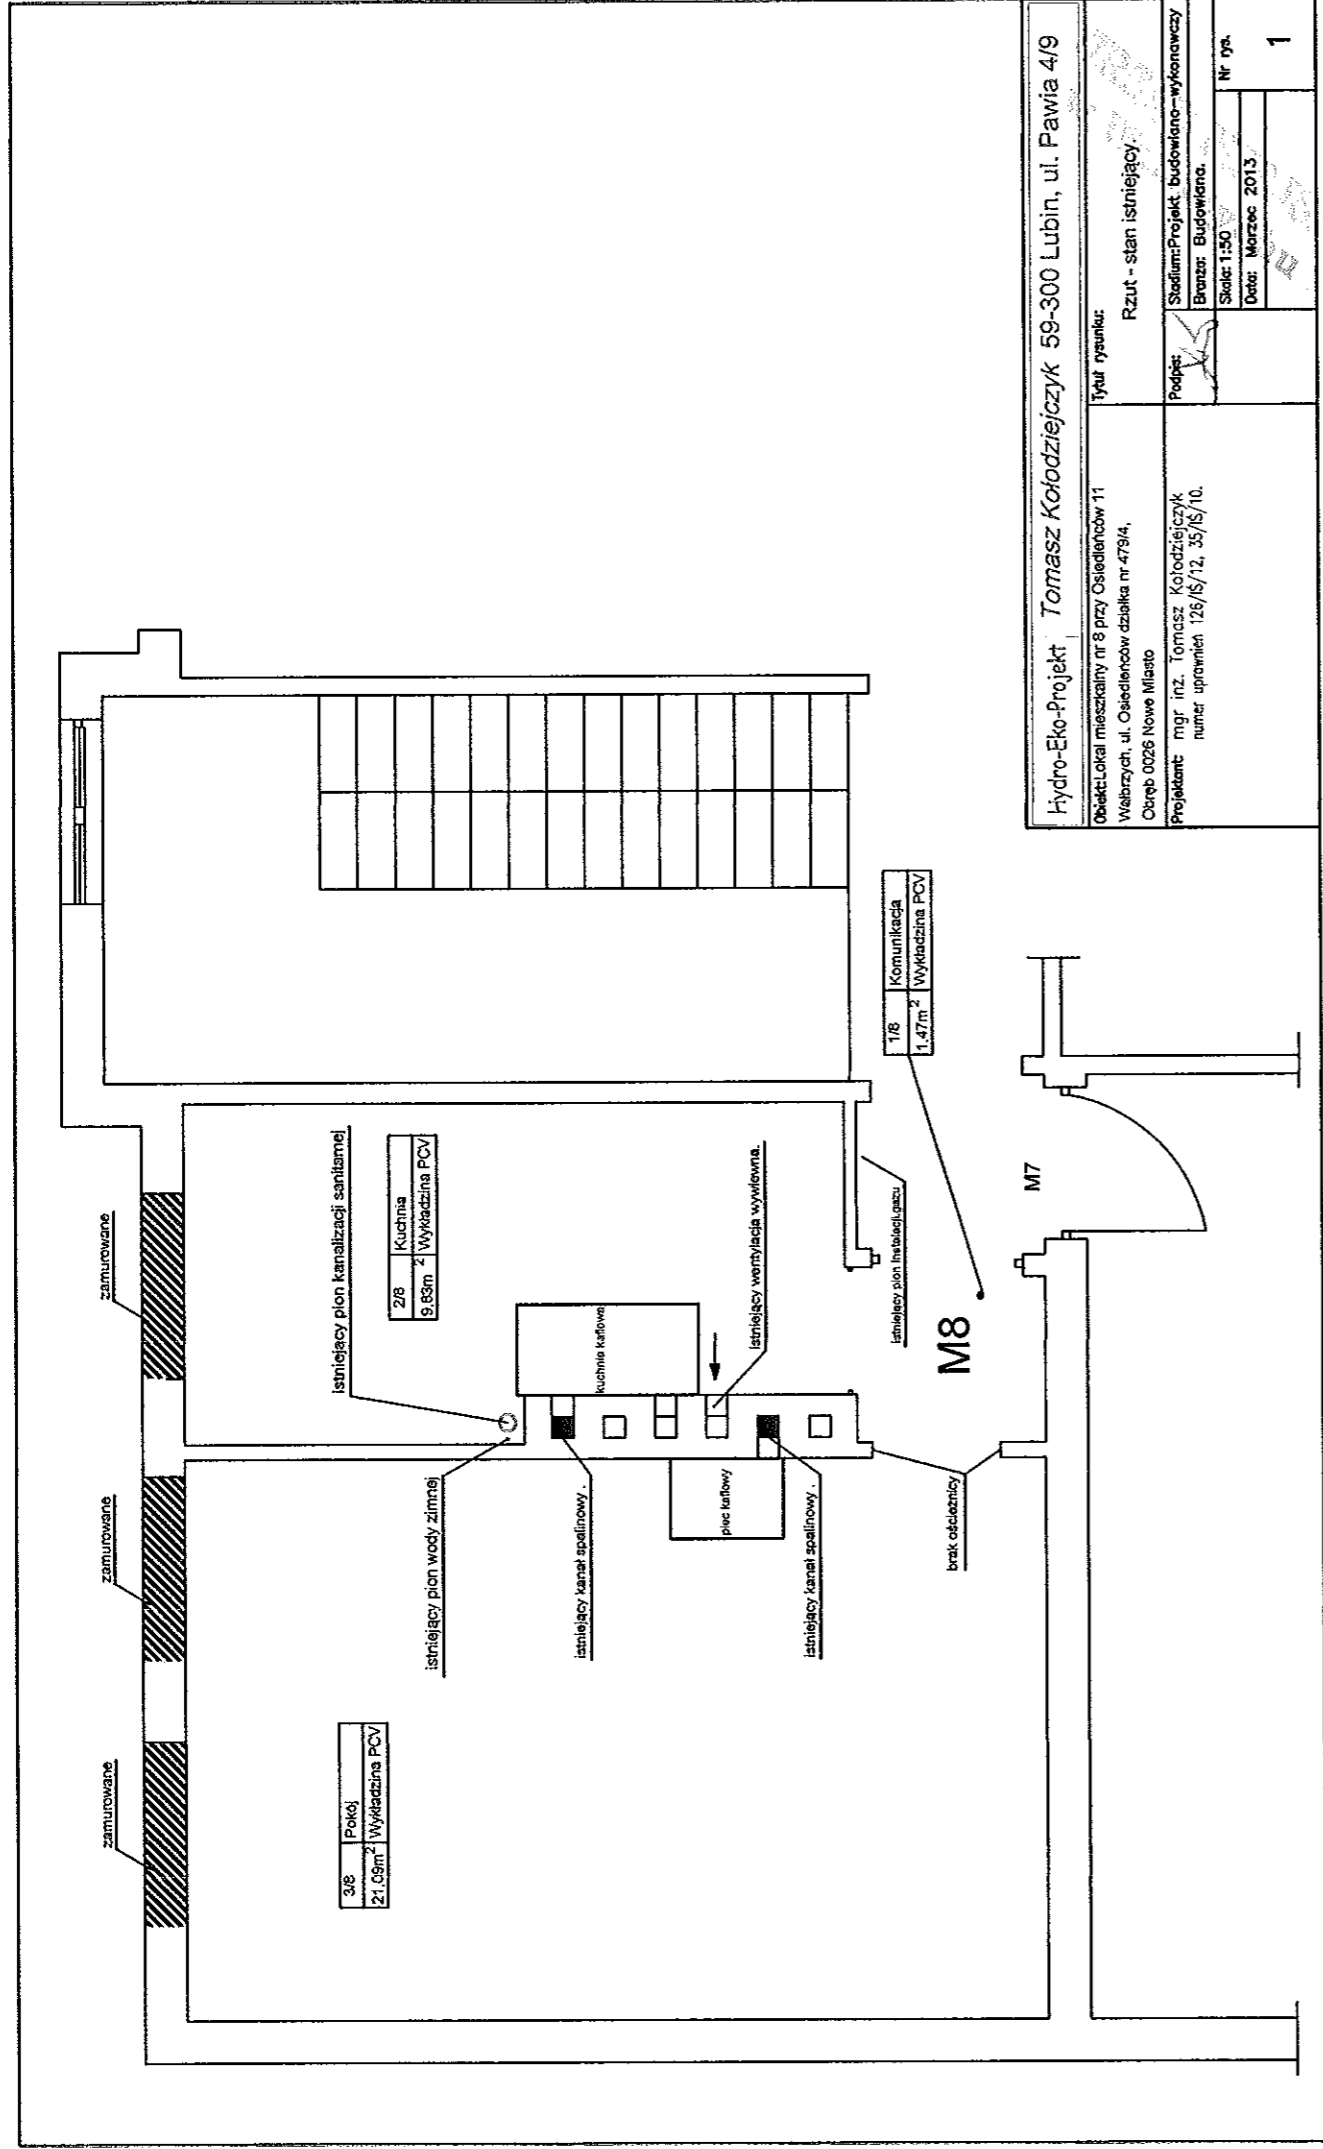 zamurowane
zamurowane
zamurowane
3/8 Pokój
21.09m² Wykładzina PCV
2/8 Kuchnia
9.83m² Wykładzina PCV
istniejący pion kanalizacji sanitarnej
istniejący pion wody zimnej
kuchnia kaflowa
istniejący kanał spalinowy .
piec kaflowy
istniejący wentylacja wywiewna.
istniejący kanał spalinowy .
istniejący pion instalacji.gazu
brak ościeżnicy
1/8 Komunikacja
1.47m² Wykładzina PCV
M8
M7
Hydro-Eko-Projekt Tomasz Kołodziejczyk 59-300 Lubin, ul. Pawia 4/9
Obiekt:Lokal mieszkalny nr 8 przy Osiedleńców 11
Wałbrzych, ul. Osiedleńców działka nr 479/4,
Obręb 0026 Nowe Miasto
Tytuł rysunku:
Rzut - stan istniejący.
Projektant: mgr inż. Tomasz Kołodziejczyk
numer uprawnień 126/IŚ/12, 35/IŚ/10.
Podpis:
Stadium:Projekt budowlano-wykonawczy
Branża: Budowlana.
Skala: 1:50
Data: Marzec 2013
Nr rys.
1